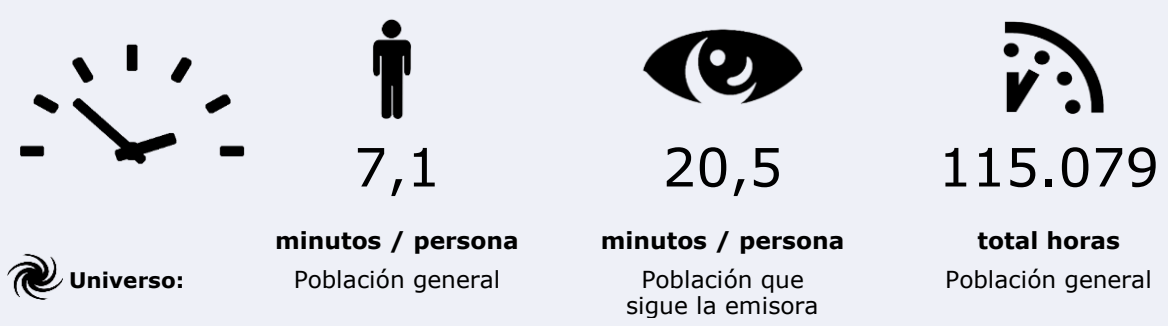 7,1
20,5
115.079
minutos / persona
minutos / persona
total horas
Universo:
Población general
Población que
sigue la emisora
Población general